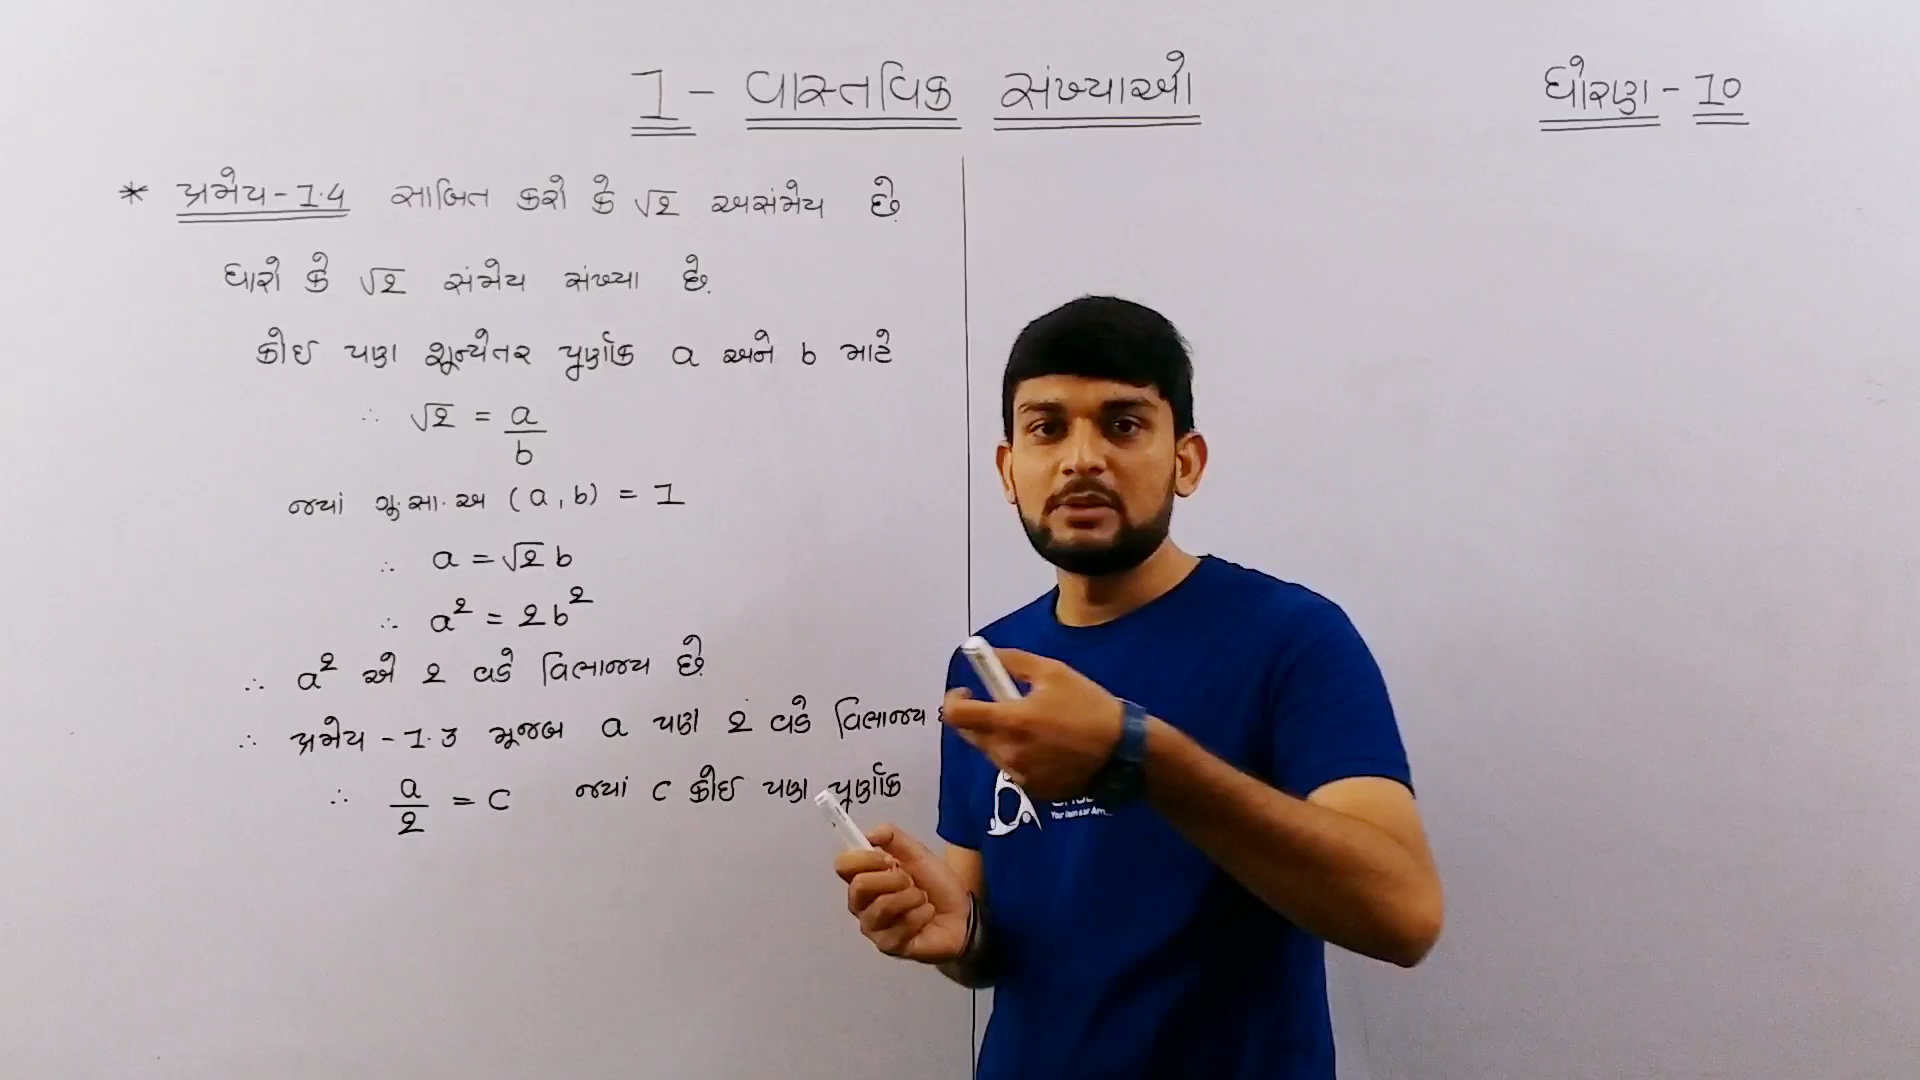 1 - વાસ્તવિક સંખ્યાઓ
ધોરણ - 10
* પ્રમેય - 1.4 સાબિત કરો કે √2 અસંમેય છે.
ધારો કે √2 સંમેય સંખ્યા છે.
કોઈ પણ શૂન્યેતર પૂર્ણાંક a અને b માટે
∴ √2 = a/b
જ્યાં ગુ.સા.અ (a, b) = 1
∴ a = √2 b
∴ a² = 2b²
∴ a² એ 2 વડે વિભાજ્ય છે.
∴ પ્રમેય - 1.3 મૂજબ a પણ 2 વડે વિભાજ્ય
∴ a/2 = c જ્યાં c કોઈ પણ પૂર્ણાંક